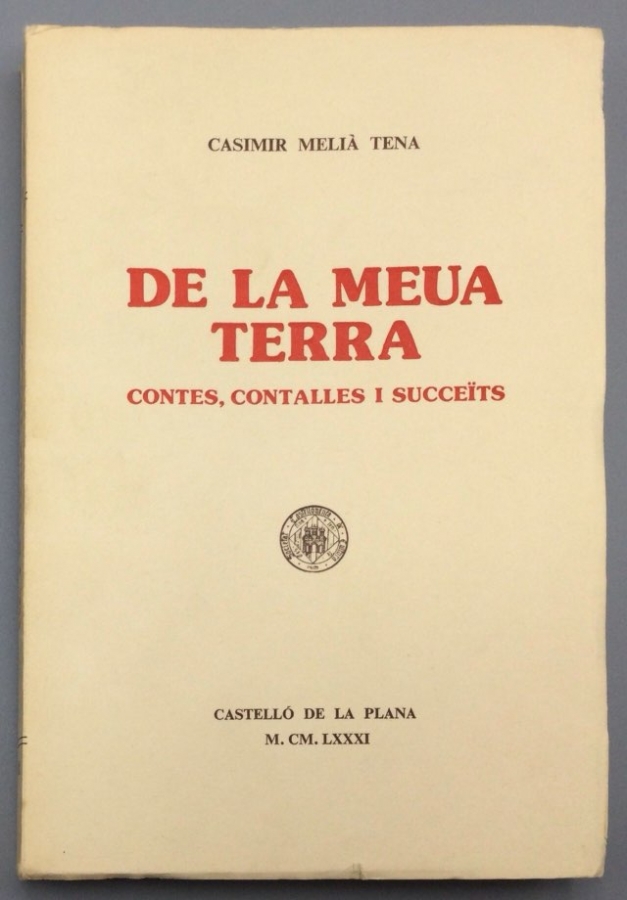 CASIMIR MELIÀ TENA
DE LA MEUA
TERRA
CONTES, CONTALLES I SUCCEÏTS
CASTELLÓ DE LA PLANA
M. CM. LXXXI